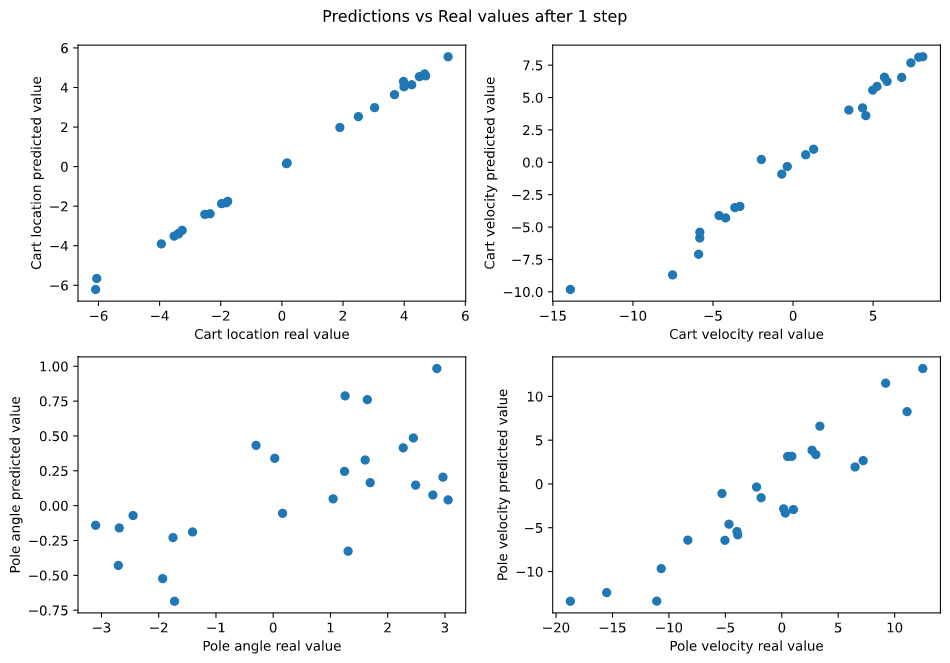 Predictions vs Real values after 1 step
Cart location predicted value
6
4
2
0
−2
−4
−6
−6 −4 −2 0 2 4 6
Cart location real value
Cart velocity predicted value
7.5
5.0
2.5
0.0
−2.5
−5.0
−7.5
−10.0
−15 −10 −5 0 5
Cart velocity real value
Pole angle predicted value
1.00
0.75
0.50
0.25
0.00
−0.25
−0.50
−0.75
−3 −2 −1 0 1 2 3
Pole angle real value
Pole velocity predicted value
10
5
0
−5
−10
−20 −15 −10 −5 0 5 10
Pole velocity real value